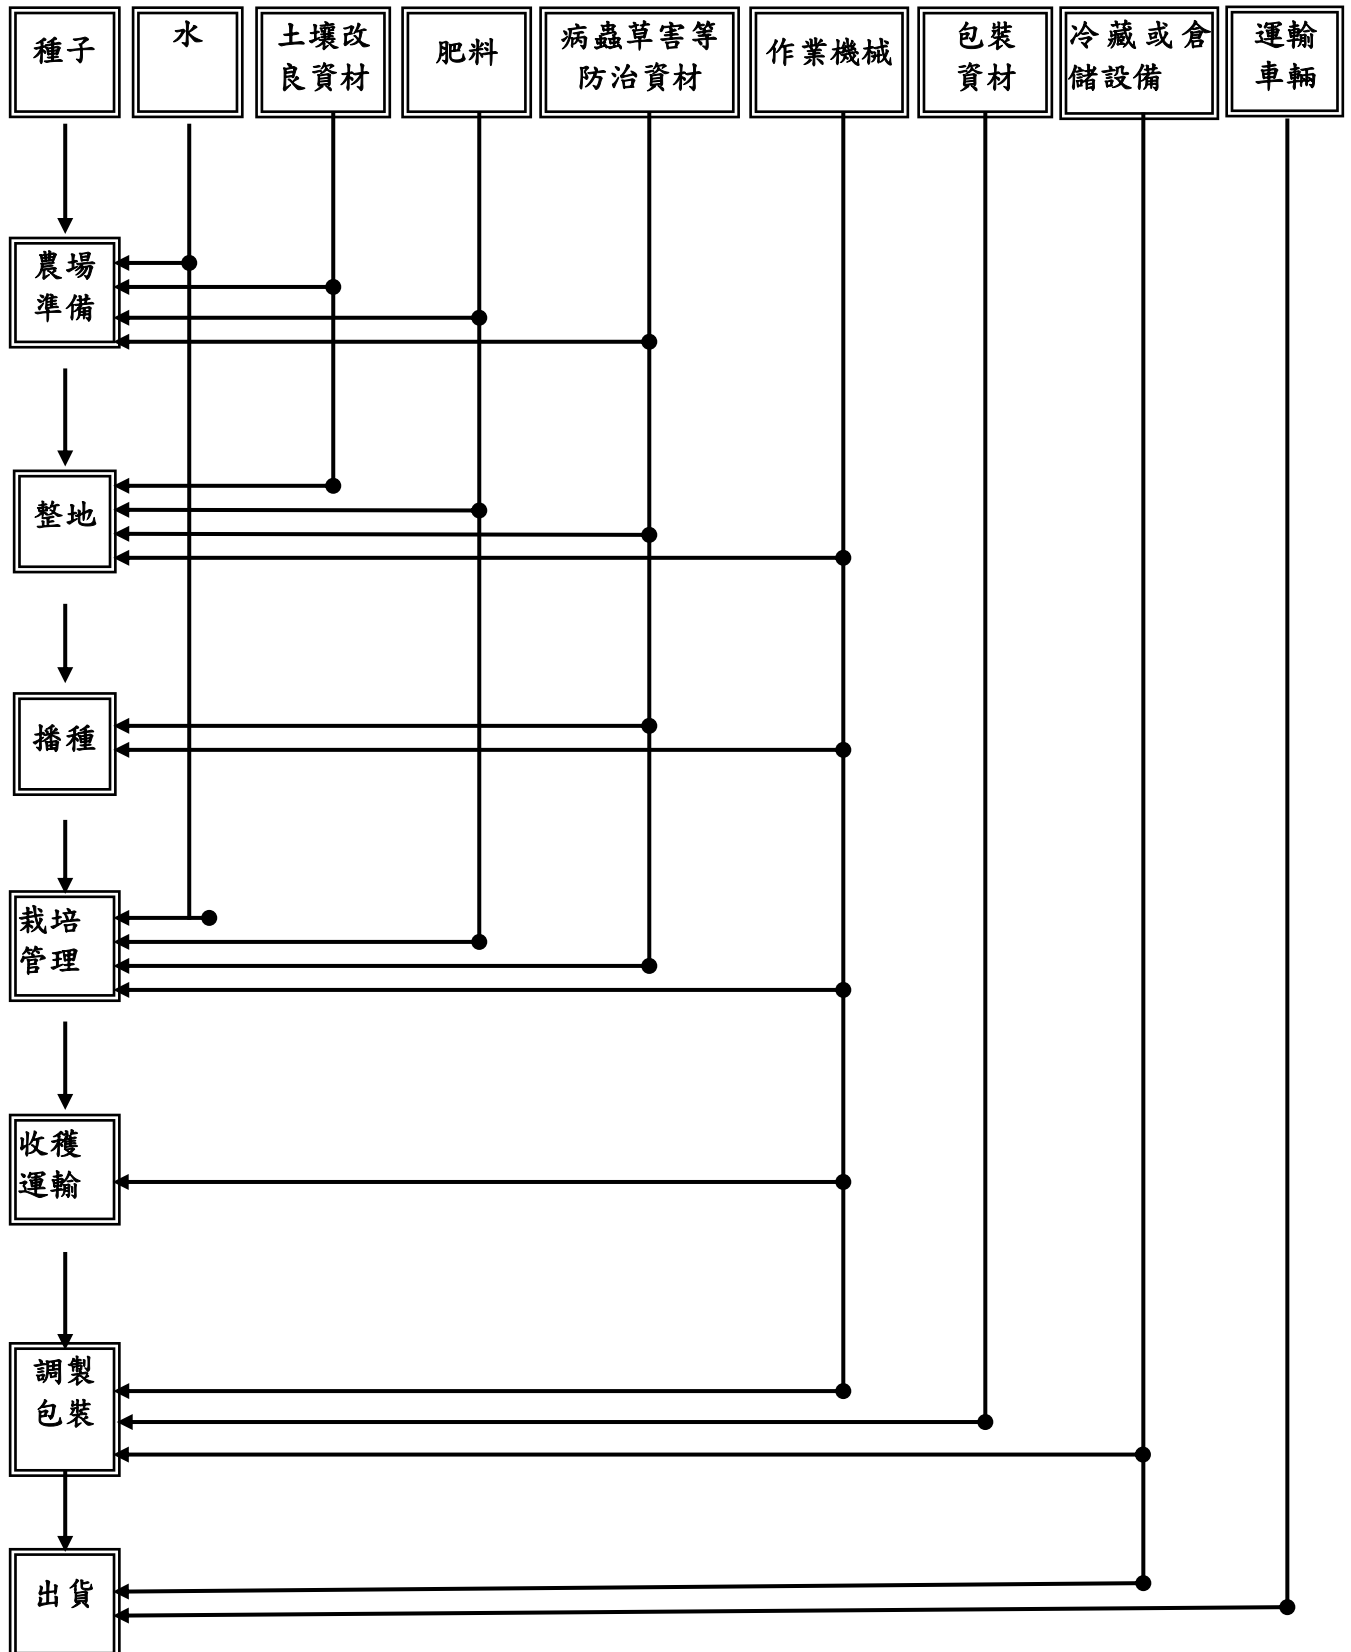 種子
水
土壤改
良資材
肥料
病蟲草害等
防治資材
作業機械
包裝
資材
冷藏或倉
儲設備
運輸
車輛
農場
準備
整地
播種
栽培
管理
收穫
運輸
調製
包裝
出貨